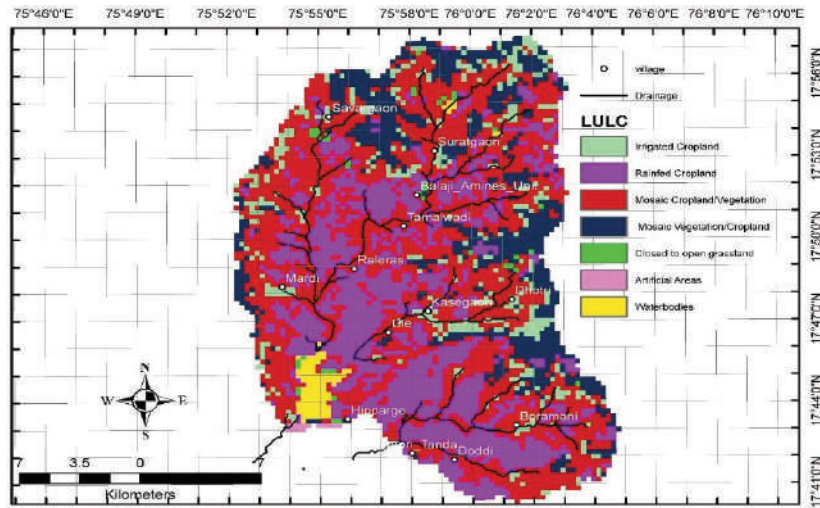 75°46'0"E 75°49'0"E 75°52'0"E 75°55'0"E 75°58'0"E 76°0'0"E 76°2'0"E 76°4'0"E 76°6'0"E 76°8'0"E 76°10'0"E
17°56'0"N
17°53'0"N
17°50'0"N
17°47'0"N
17°44'0"N
17°41'0"N
village
Drainage
LULC
Irrigated Cropland
Rainfed Cropland
Mosaic Cropland/Vegetation
Mosaic Vegetation/Cropland
Closed to open grassland
Artificial Areas
Waterbodies
Savargaon
Suratgaon
Balaji_Amines_Unit
Tamalwadi
Raleras
Mardi
Dhotri
Kasegaon
Ule
Hipparge
Boramani
Tanda
Doddi
N
W E
S
7 3.5 0 7
Kilometers